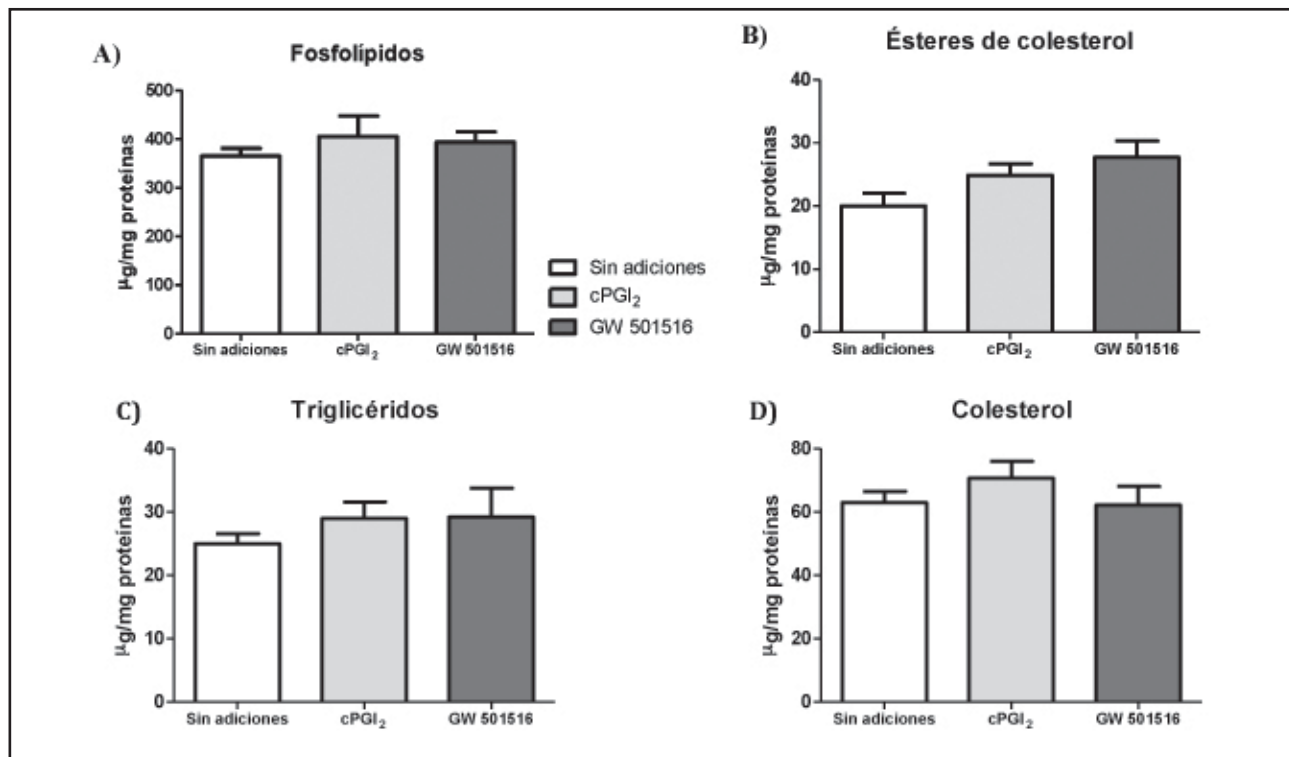 A)
Fosfolípidos
500
400
300
200
100
0
µg/mg proteínas
Sin adiciones
cPGI2
GW 501516
Sin adiciones
cPGI2
GW 501516
B)
Ésteres de colesterol
40
30
20
10
0
µg/mg proteínas
Sin adiciones
cPGI2
GW 501516
C)
Triglicéridos
40
30
20
10
0
µg/mg proteínas
Sin adiciones
cPGI2
GW 501516
D)
Colesterol
80
60
40
20
0
µg/mg proteínas
Sin adiciones
cPGI2
GW 501516